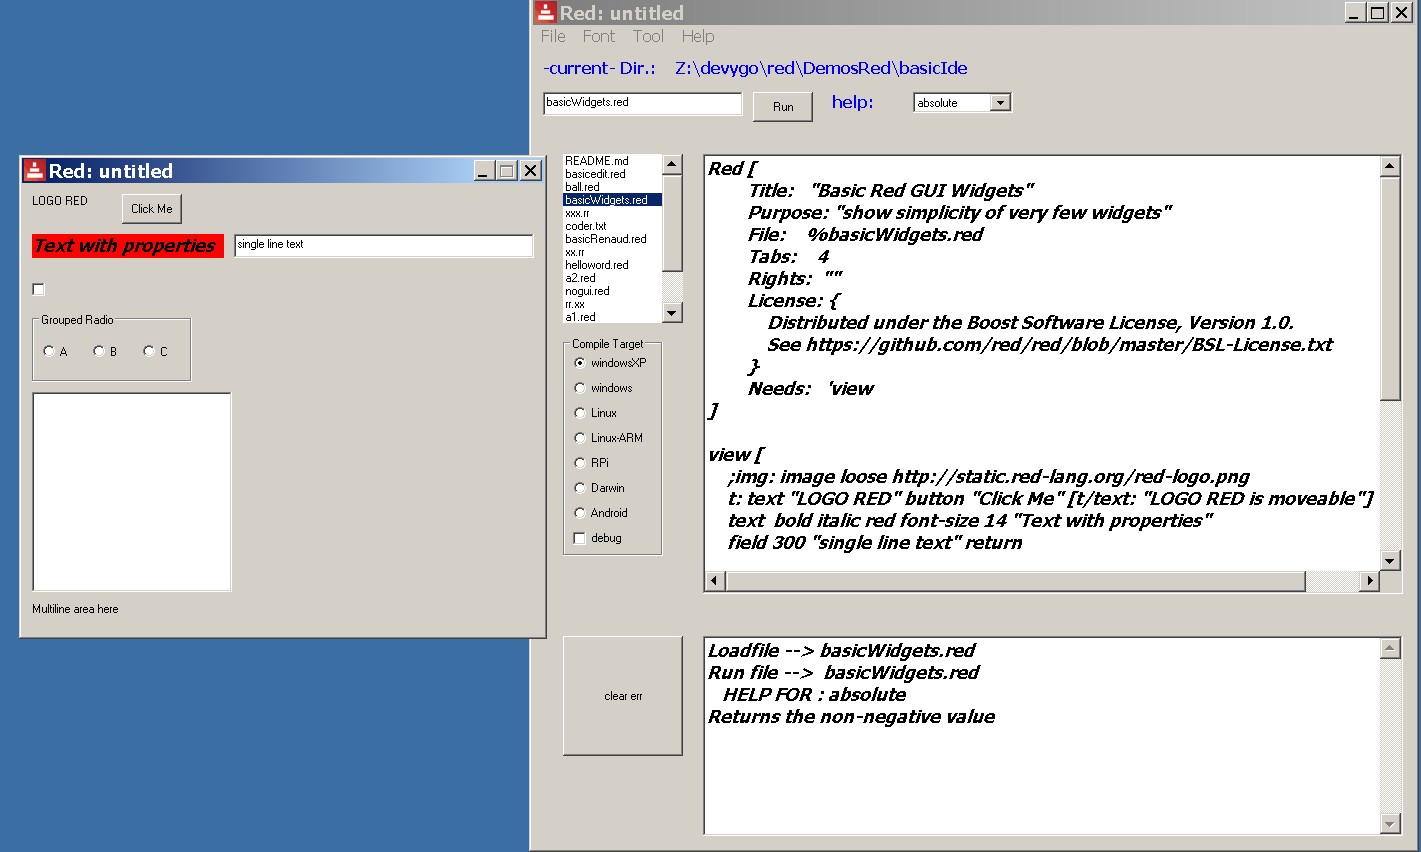 Red: untitled
File Font Tool Help
-current- Dir.: Z:\devygo\red\DemosRed\basicIde
basicWidgets.red
Run
help:
absolute
Red: untitled
LOGO RED
Click Me
Text with properties
single line text
Grouped Radio
A
B
C
Multiline area here
README.md
basicedit.red
ball.red
basicWidgets.red
xxx.rr
coder.txt
basicRenaud.red
xx.rr
helloword.red
a2.red
nogui.red
rr.xx
a1.red
Compile Target
windowsXP
windows
Linux
Linux-ARM
RPi
Darwin
Android
debug
Red [
Title: "Basic Red GUI Widgets"
Purpose: "show simplicity of very few widgets"
File: %basicWidgets.red
Tabs: 4
Rights: ""
License: {
Distributed under the Boost Software License, Version 1.0.
See https://github.com/red/red/blob/master/BSL-License.txt
}
Needs: 'view
]
view [
;img: image loose http://static.red-lang.org/red-logo.png
t: text "LOGO RED" button "Click Me" [t/text: "LOGO RED is moveable"]
text bold italic red font-size 14 "Text with properties"
field 300 "single line text" return
clear err
Loadfile --> basicWidgets.red
Run file --> basicWidgets.red
HELP FOR : absolute
Returns the non-negative value